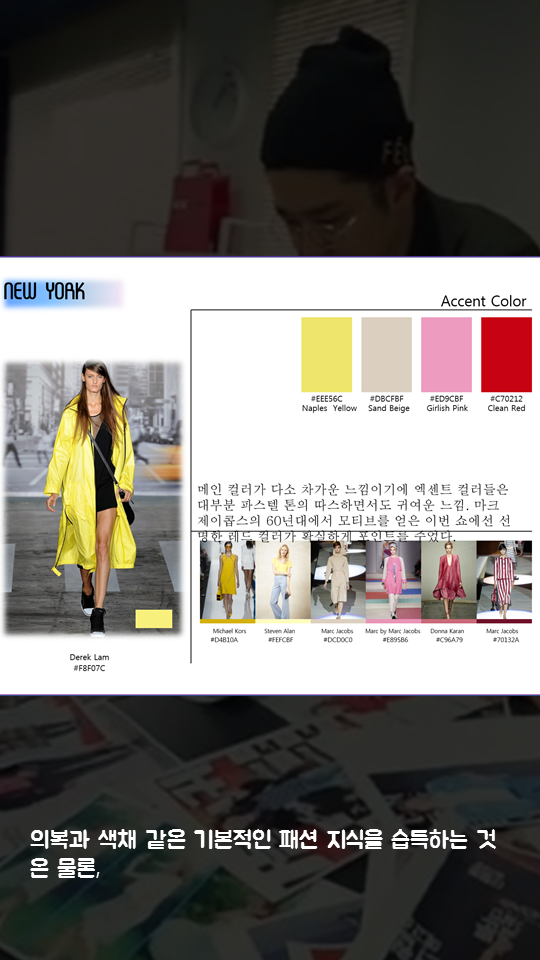 NEW YORK
Accent Color
#EEE56C
Naples Yellow
#DBCFBF
Sand Beige
#ED9CBF
Girlish Pink
#C70212
Clean Red
메인 컬러가 다소 차가운 느낌이기에 엑센트 컬러들은
대부분 파스텔 톤의 따스하면서도 귀여운 느낌. 마크
제이콥스의 60년대에서 모티브를 얻은 이번 쇼에선 선
명한 레드 컬러가 확실하게 포인트를 주었다.
Michael Kors
#D4B10A
Steven Alan
#FEFCBF
Marc Jacobs
#DCD0C0
Marc by Marc Jacobs
#E895B6
Donna Karan
#C96A79
Marc Jacobs
#70132A
Derek Lam
#F8F07C
의복과 색채 같은 기본적인 패션 지식을 습득하는 것
은 물론,